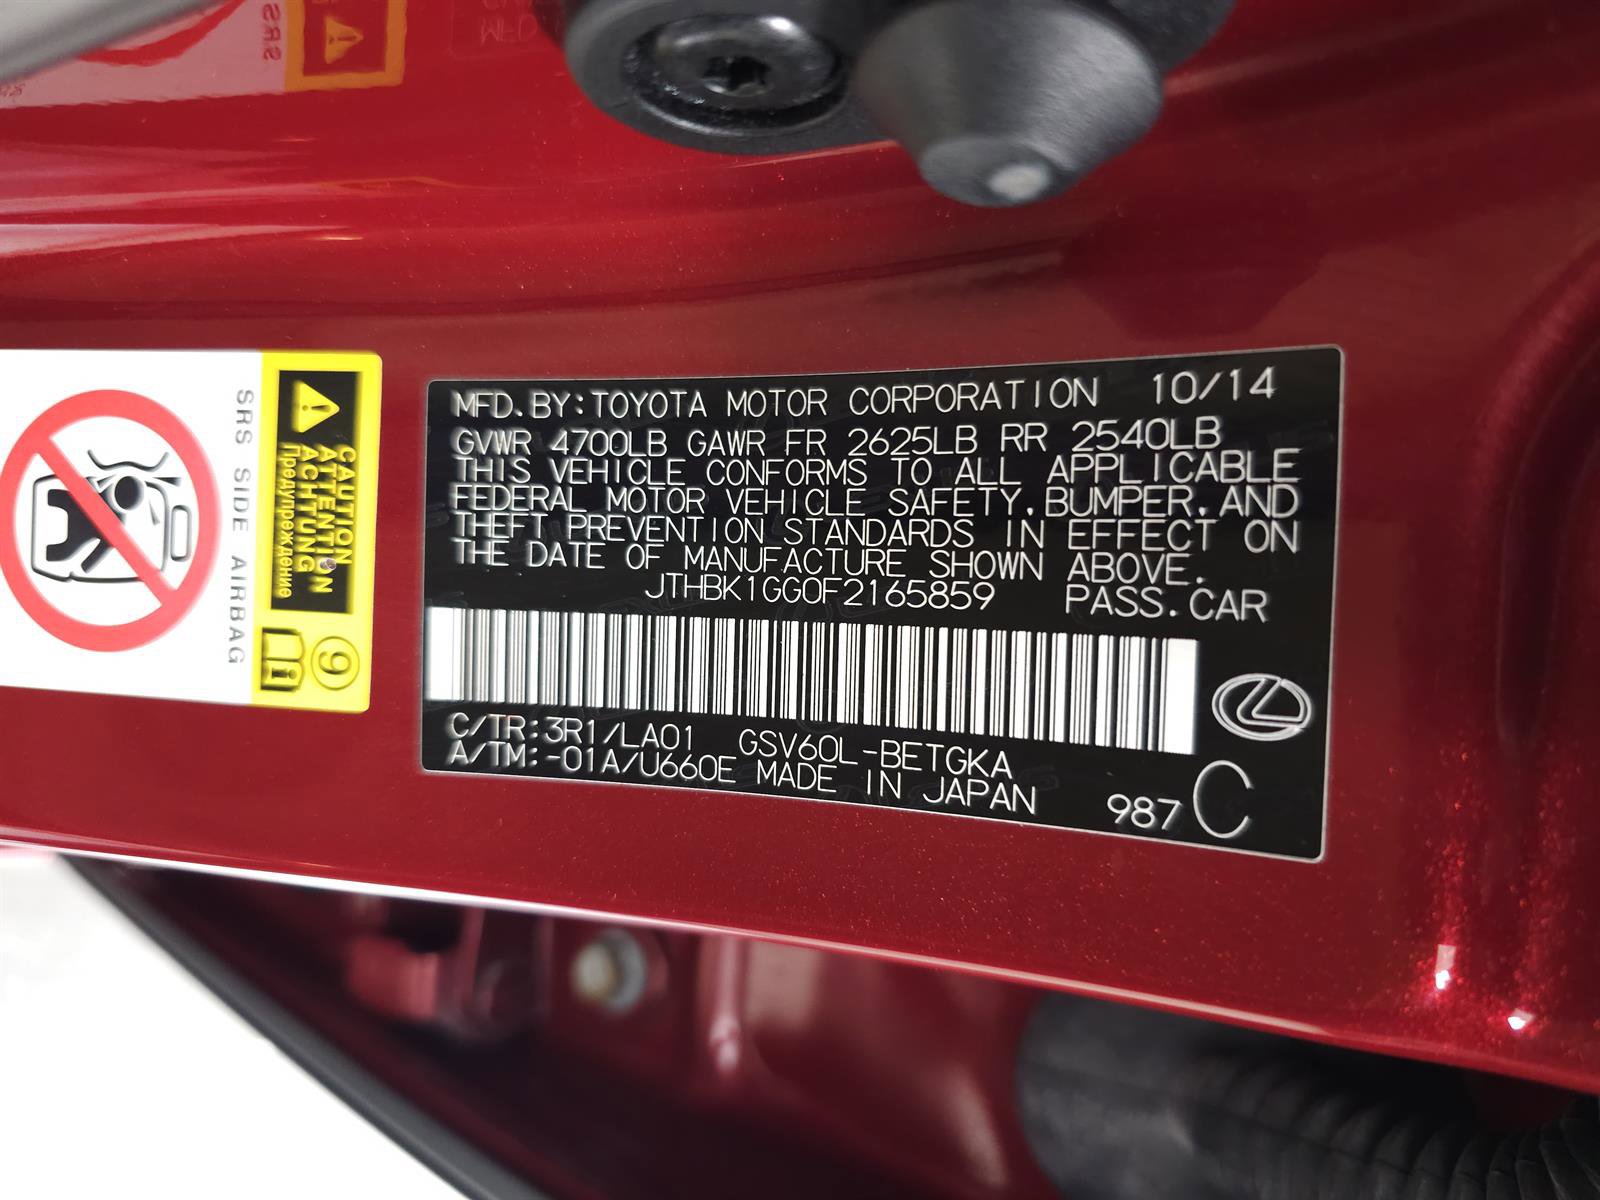 MFD.BY:TOYOTA MOTOR CORPORATION 10/14
GVWR 4700LB GAWR FR 2625LB RR 2540LB
THIS VEHICLE CONFORMS TO ALL APPLICABLE
FEDERAL MOTOR VEHICLE SAFETY,BUMPER,AND
THEFT PREVENTION STANDARDS IN EFFECT ON
THE DATE OF MANUFACTURE SHOWN ABOVE.
JTHBK1GG0F2165859 PASS.CAR
C/TR:3R1/LA01 GSV60L-BETGKA
A/TM:-01A/U660E MADE IN JAPAN 987 C
CAUTION
ATTENTION
ACHTUNG
Предупреждение
9
i
SRS SIDE AIRBAG
SRS
MFD